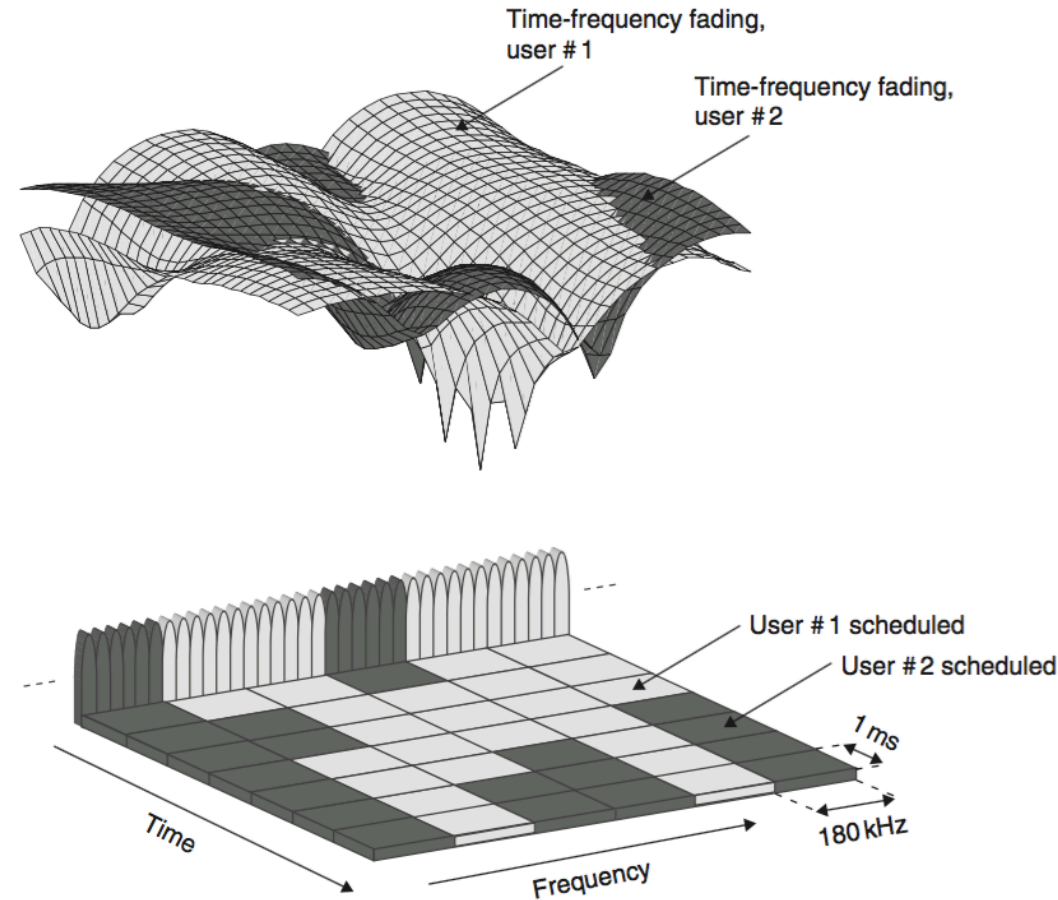 Time-frequency fading,
user # 1
Time-frequency fading,
user # 2
User # 1 scheduled
User # 2 scheduled
1 ms
180 kHz
Time
Frequency